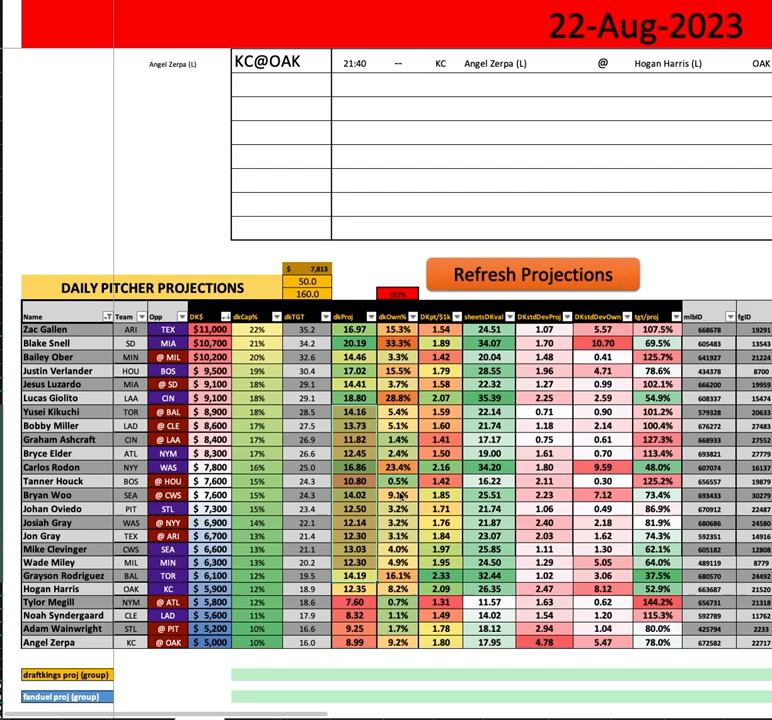 22-Aug-2023
Angel Zerpa (L) KC@OAK 21:40 -- KC Angel Zerpa (L) @ Hogan Harris (L) OAK
$ 7,813
DAILY PITCHER PROJECTIONS 50.0 Refresh Projections
160.0
Name Team Opp DK$ dkCap% dkTGT dkProj dkOwn% DKpt/$1k sheetsDKval DKstdDevProj DKstdDevOwn tgt/proj mlbID fgID
Zac Gallen ARI TEX $11,000 22% 35.2 16.97 15.3% 1.54 24.51 1.07 5.57 107.5% 668678 19291
Blake Snell SD MIA $10,700 21% 34.2 20.19 33.3% 1.89 34.07 1.70 10.70 69.5% 605483 13543
Bailey Ober MIN @ MIL $10,200 20% 32.6 14.46 3.3% 1.42 20.04 1.48 0.41 125.7% 641927 21224
Justin Verlander HOU BOS $ 9,500 19% 30.4 17.02 15.5% 1.79 28.55 1.96 4.71 78.6% 434378 8700
Jesus Luzardo MIA @ SD $ 9,100 18% 29.1 14.41 3.7% 1.58 22.32 1.27 0.99 102.1% 666200 19959
Lucas Giolito LAA CIN $ 9,100 18% 29.1 18.80 28.8% 2.07 35.39 1.25 9.59 54.9% 608337 15474
Yusei Kikuchi TOR @ BAL $ 8,900 18% 28.5 14.16 5.4% 1.59 22.14 0.71 0.90 101.2% 579328 20633
Bobby Miller LAD @ CLE $ 8,600 17% 27.5 13.73 5.1% 1.60 21.74 1.18 2.14 100.4% 676272 27483
Graham Ashcraft CIN @ LAA $ 8,400 17% 26.9 11.82 1.4% 1.41 17.17 0.75 0.61 127.3% 668933 27552
Bryce Elder ATL NYM $ 8,300 17% 26.6 12.45 2.4% 1.50 19.00 1.61 0.57 113.4% 693821 27779
Carlos Rodon NYY WAS $ 7,800 16% 25.0 16.86 23.4% 2.16 34.20 1.80 9.59 48.0% 607074 16137
Tanner Houck BOS @ HOU $ 7,600 15% 24.3 10.80 0.5% 1.42 16.22 2.11 0.30 125.2% 656557 19879
Bryan Woo SEA @ CWS $ 7,600 15% 24.3 14.02 9.1% 1.85 25.51 2.23 7.12 73.4% 693433 30279
Johan Oviedo PIT STL $ 7,300 15% 23.4 12.50 3.2% 1.71 21.74 1.06 0.49 86.9% 670912 22487
Josiah Gray WAS @ NYY $ 6,900 14% 22.1 12.14 3.2% 1.76 21.87 2.40 2.18 81.9% 680686 24580
Jon Gray TEX @ ARI $ 6,700 13% 21.4 12.30 3.1% 1.84 23.07 2.03 1.62 74.3% 592351 14916
Mike Clevinger CWS SEA $ 6,600 13% 21.1 13.03 4.0% 1.97 25.85 1.11 1.30 62.1% 605182 12808
Wade Miley MIL MIN $ 6,300 13% 20.2 12.30 4.9% 1.95 24.50 1.29 5.05 64.0% 489119 8779
Grayson Rodriguez BAL TOR $ 6,100 12% 19.5 14.19 16.1% 2.33 32.44 1.02 3.06 37.5% 680570 24492
Hogan Harris OAK KC $ 5,900 12% 18.9 12.35 8.2% 2.09 26.35 2.47 8.12 52.9% 663687 21520
Tylor Megill NYM @ ATL $ 5,800 12% 18.6 7.60 0.7% 1.31 11.57 1.63 0.62 144.2% 656731 21318
Noah Syndergaard CLE LAD $ 5,600 11% 17.9 8.32 1.1% 1.49 14.02 1.54 1.20 115.3% 592789 11762
Adam Wainwright STL @ PIT $ 5,200 10% 16.6 9.25 1.1% 1.78 18.12 2.94 1.04 80.0% 425794 2233
Angel Zerpa KC @ OAK $ 5,000 10% 16.0 8.99 9.2% 1.80 17.95 4.78 5.47 78.0% 672582 22717
draftkings proj (group)
fanduel proj (group)